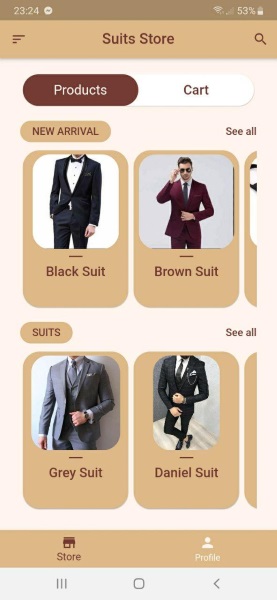 23:24 53%
Suits Store
Products Cart
NEW ARRIVAL See all
Black Suit Brown Suit
SUITS See all
Grey Suit Daniel Suit
Store Profile